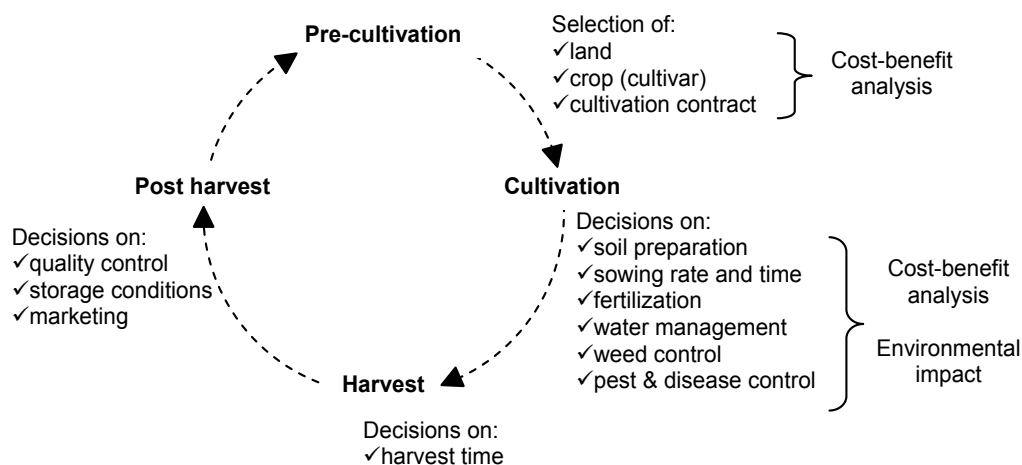 Pre-cultivation
Selection of:
✓land
✓crop (cultivar)
✓cultivation contract
Cost-benefit
analysis
Cultivation
Decisions on:
✓soil preparation
✓sowing rate and time
✓fertilization
✓water management
✓weed control
✓pest & disease control
Cost-benefit
analysis
Environmental
impact
Harvest
Decisions on:
✓harvest time
Post harvest
Decisions on:
✓quality control
✓storage conditions
✓marketing